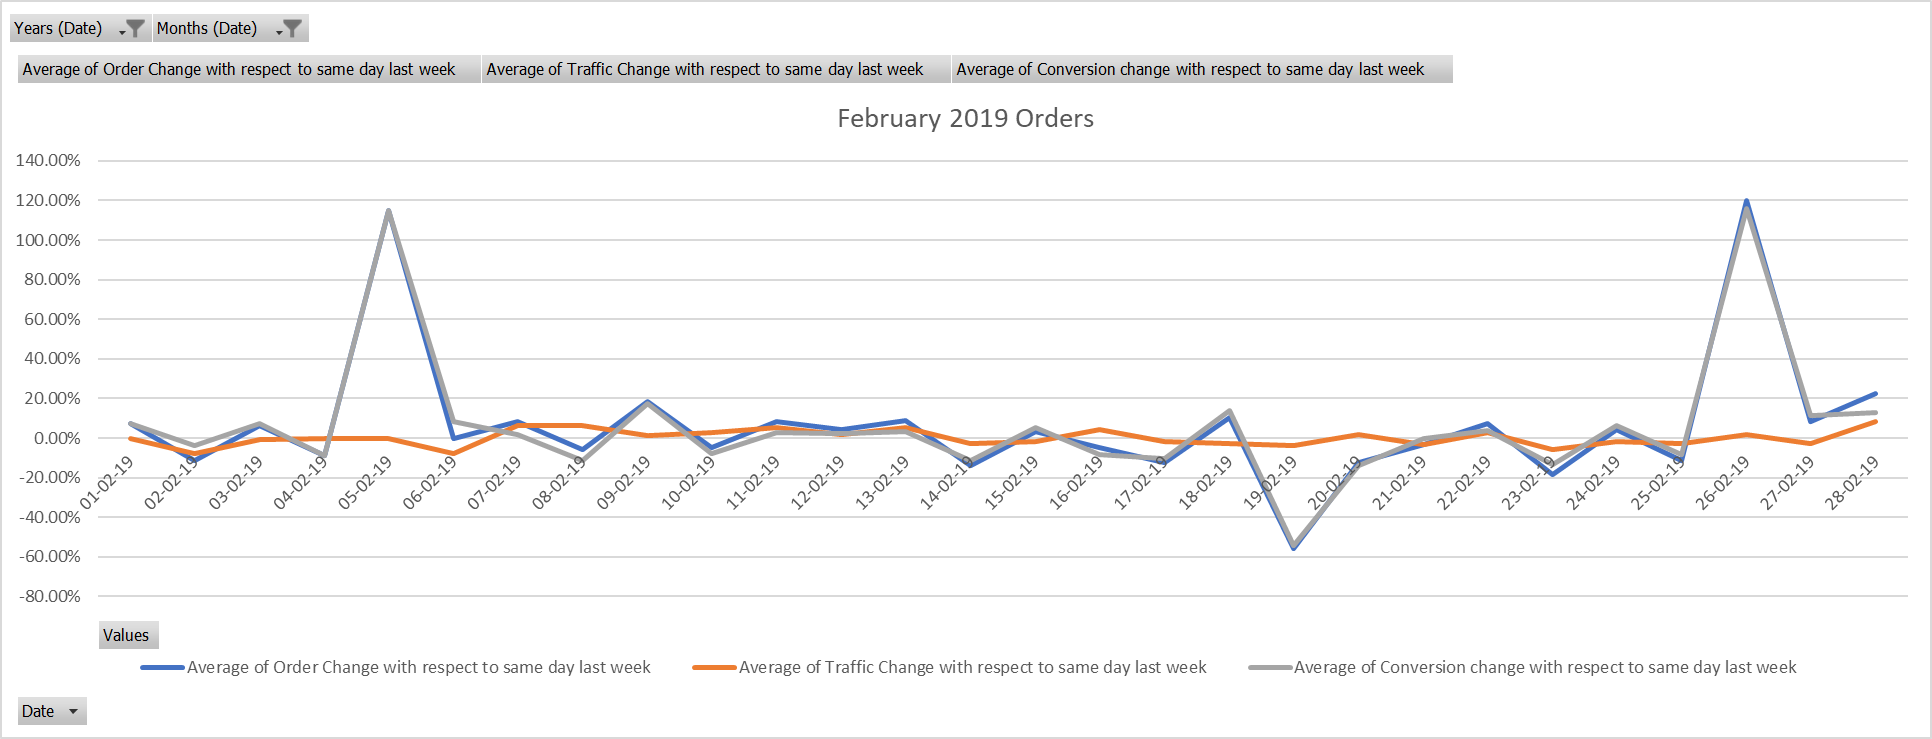 Years (Date) Months (Date)
Average of Order Change with respect to same day last week Average of Traffic Change with respect to same day last week Average of Conversion change with respect to same day last week
February 2019 Orders
140.00%
120.00%
100.00%
80.00%
60.00%
40.00%
20.00%
0.00%
-20.00%
-40.00%
-60.00%
-80.00%
01-02-19 02-02-19 03-02-19 04-02-19 05-02-19 06-02-19 07-02-19 08-02-19 09-02-19 10-02-19 11-02-19 12-02-19 13-02-19 14-02-19 15-02-19 16-02-19 17-02-19 18-02-19 19-02-19 20-02-19 21-02-19 22-02-19 23-02-19 24-02-19 25-02-19 26-02-19 27-02-19 28-02-19
Values
Average of Order Change with respect to same day last week Average of Traffic Change with respect to same day last week Average of Conversion change with respect to same day last week
Date